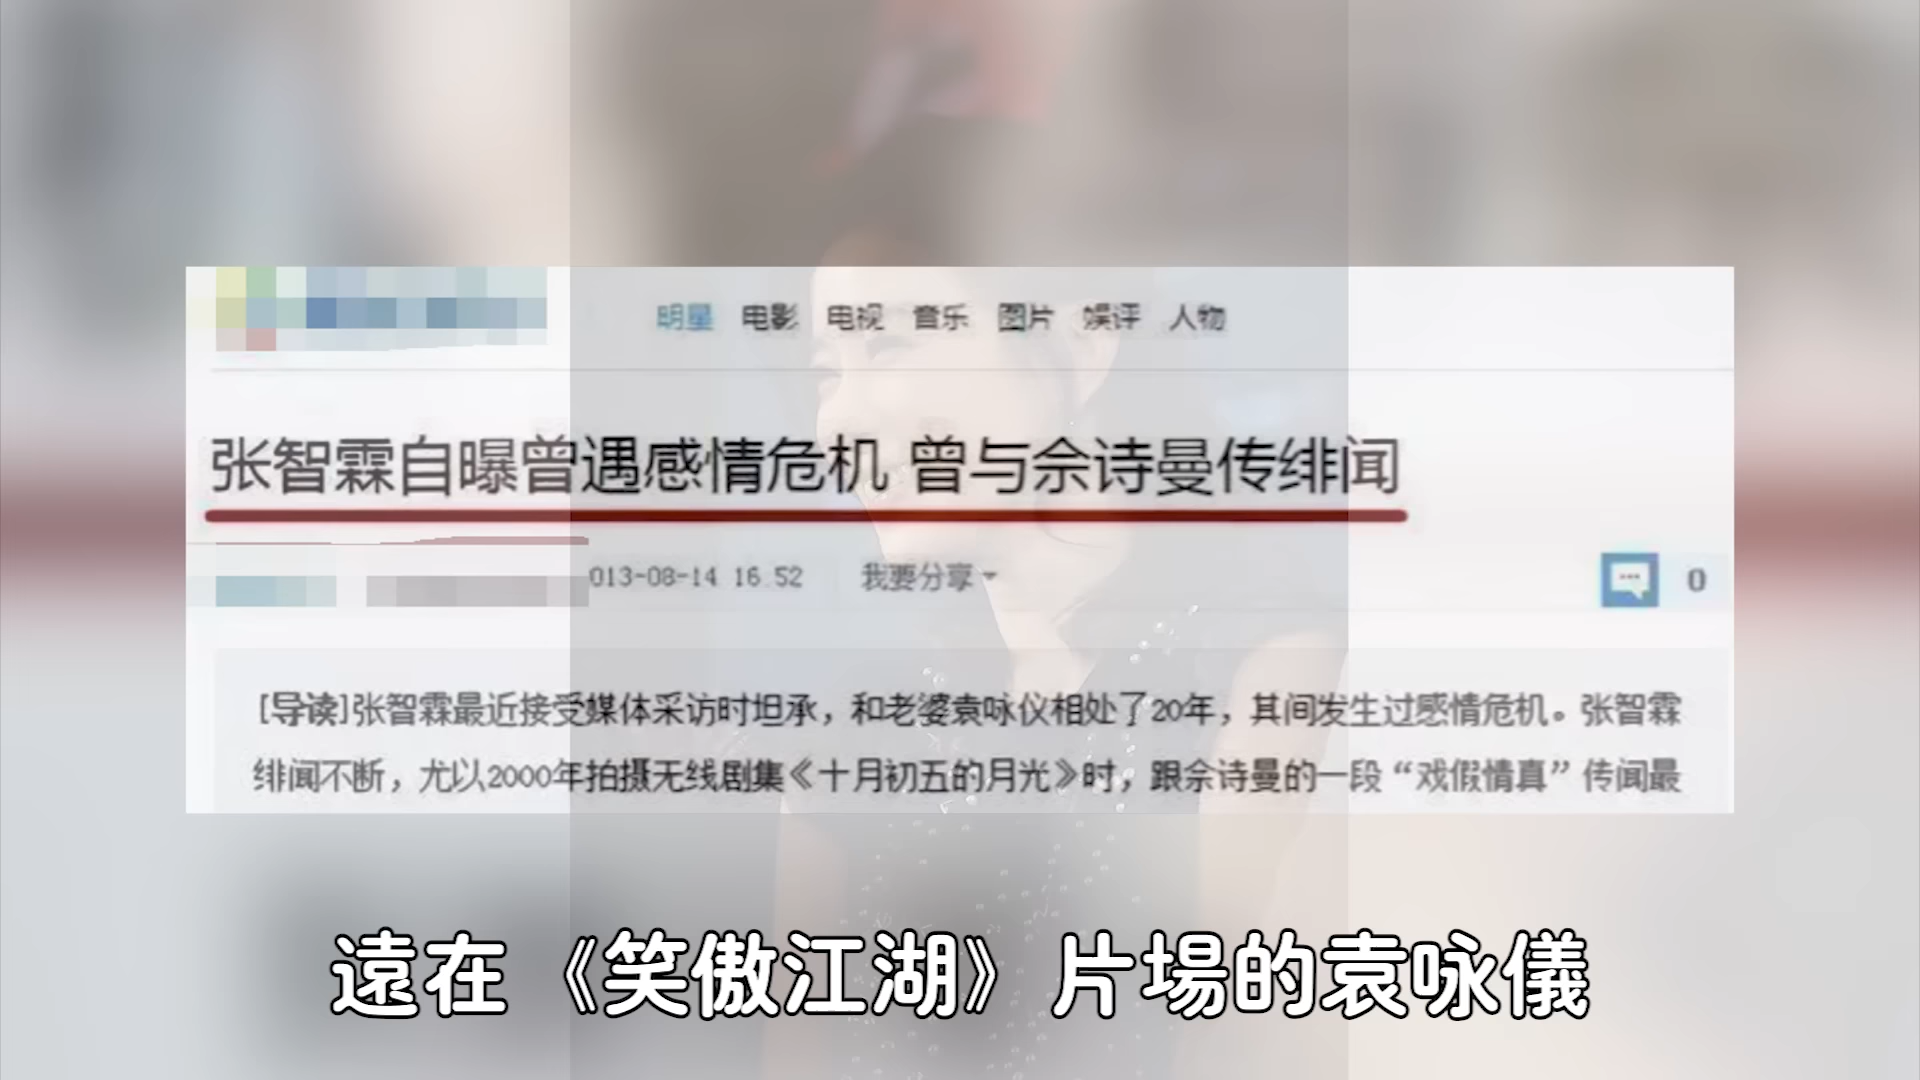 明星 电影 电视 音乐 图片 娱评 人物
张智霖自曝曾遇感情危机 曾与佘诗曼传绯闻
013-08-14 16:52 我要分享
0
[导读]张智霖最近接受媒体采访时坦承，和老婆袁咏仪相处了20年，其间发生过感情危机。张智霖
绯闻不断，尤以2000年拍摄无线剧集《十月初五的月光》时，跟佘诗曼的一段“戏假情真”传闻最
遠在《笑傲江湖》片場的袁咏儀